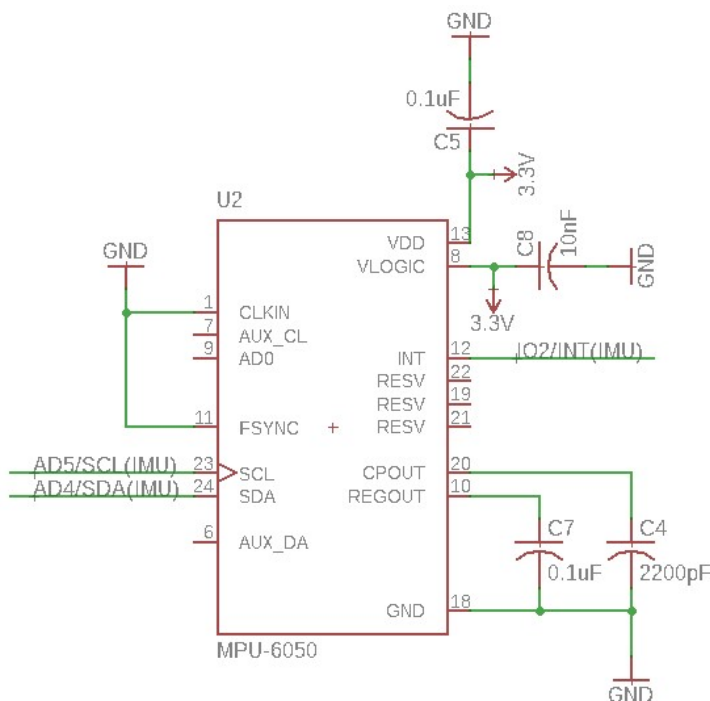 GND
0.1uF
C5
3.3V
U2
GND
13
VDD
8
VLOGIC
C8
10nF
GND
3.3V
1
CLKIN
7
AUX_CL
9
AD0
12
INT
IO2/INT(IMU)
22
RESV
19
RESV
21
RESV
11
FSYNC
AD5/SCL(IMU)
23
SCL
AD4/SDA(IMU)
24
SDA
20
CPOUT
10
REGOUT
C7
0.1uF
C4
2200pF
6
AUX_DA
18
GND
MPU-6050
GND